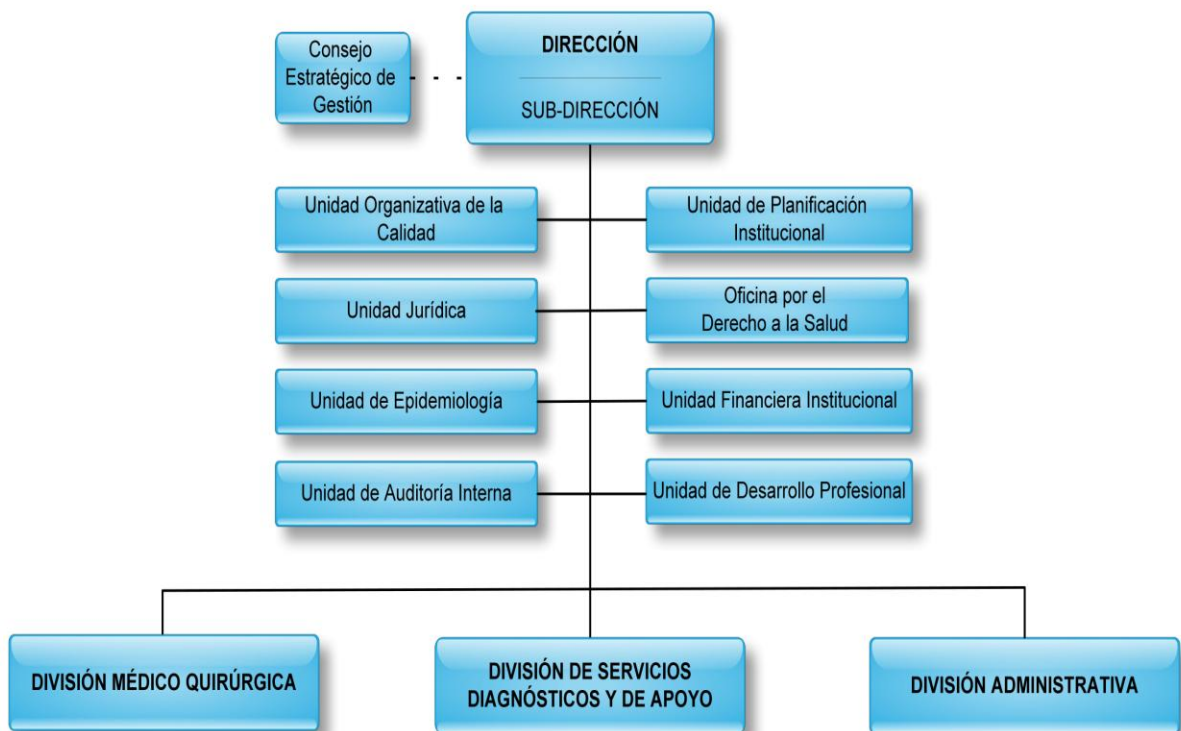 Consejo
Estratégico de
Gestión
DIRECCIÓN
SUB-DIRECCIÓN
Unidad Organizativa de la
Calidad
Unidad de Planificación
Institucional
Unidad Jurídica
Oficina por el
Derecho a la Salud
Unidad de Epidemiología
Unidad Financiera Institucional
Unidad de Auditoría Interna
Unidad de Desarrollo Profesional
DIVISIÓN MÉDICO QUIRÚRGICA
DIVISIÓN DE SERVICIOS
DIAGNÓSTICOS Y DE APOYO
DIVISIÓN ADMINISTRATIVA